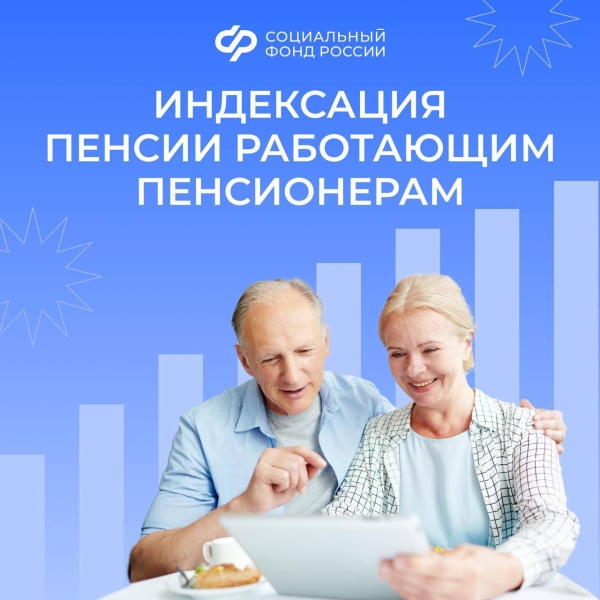 СОЦИАЛЬНЫЙ
ФОНД РОССИИ
ИНДЕКСАЦИЯ
ПЕНСИИ РАБОТАЮЩИМ
ПЕНСИОНЕРАМ